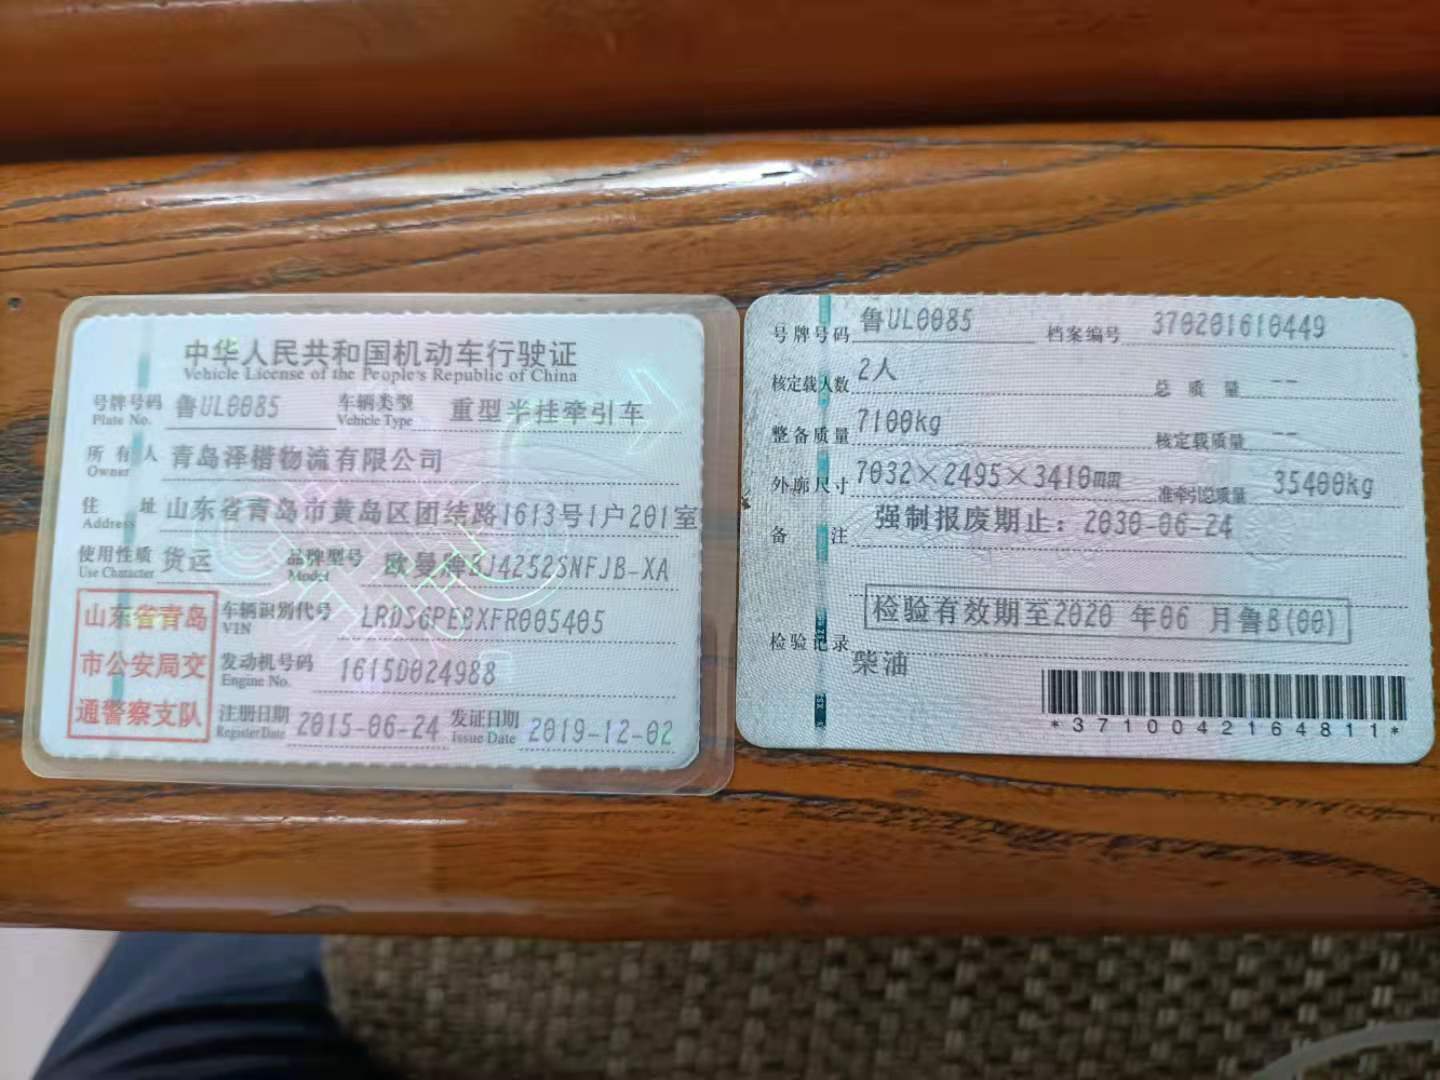 中华人民共和国机动车行驶证
Vehicle License of the People's Republic of China
号牌号码 鲁UL0085 车辆类型 重型半挂牵引车
Plate No. Vehicle Type
所有人 青岛泽楷物流有限公司
Owner
住址 山东省青岛市黄岛区团结路1613号1户201室
Address
使用性质 货运 品牌型号 欧曼牌BJ4252SNFJB-XA
Use Character Model
山东省青岛
市公安局交
通警察支队
车辆识别代号 LRDS6PEBXFR005405
VIN
发动机号码 1615D024988
Engine No.
注册日期 2015-06-24 发证日期 2019-12-02
Register Date Issue Date
号牌号码 鲁UL0085 档案编号 370201610449
核定载人数 2人 总质量 --
整备质量 7100kg 核定载质量 --
外廓尺寸 7032×2495×3410mm 准牵引总质量 35400kg
备注 强制报废期止：2030-06-24
检验有效期至2020 年06 月鲁B(00)
检验记录
柴油
*3710042164811*